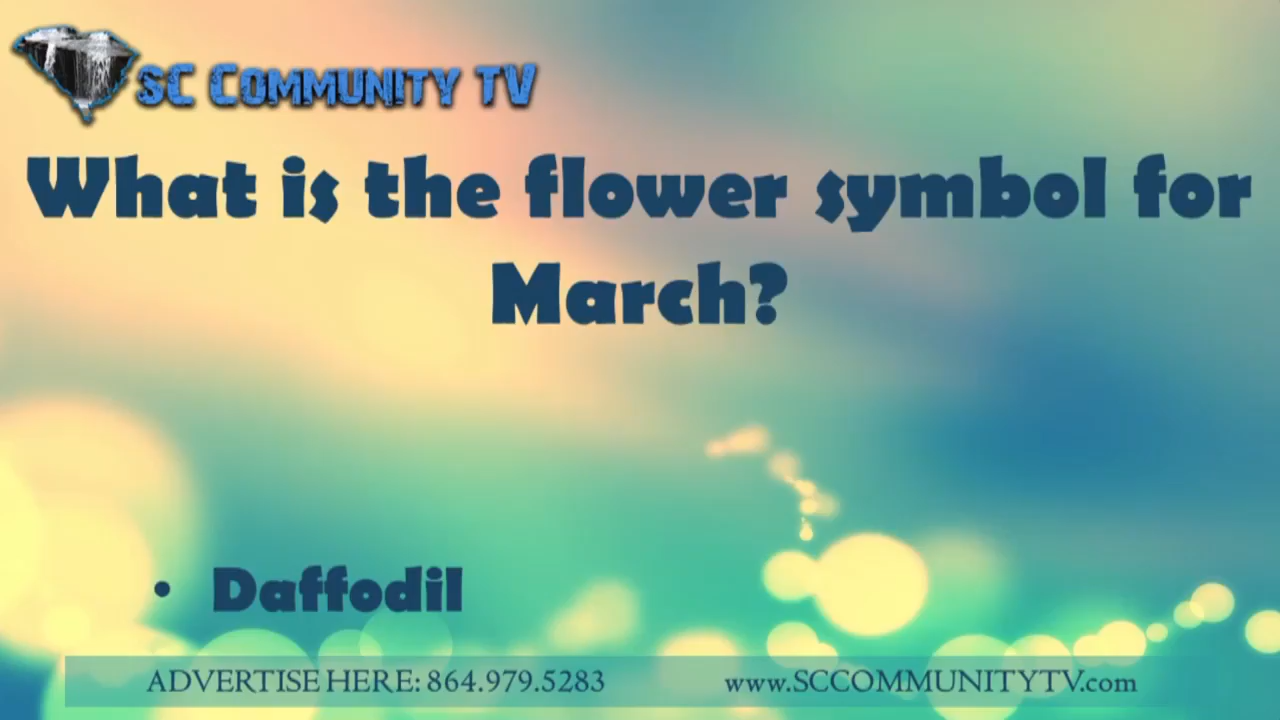 SC COMMUNITY TV
What is the flower symbol for
March?
• Daffodil
ADVERTISE HERE: 864.979.5283 www.SCCOMMUNITYTV.com